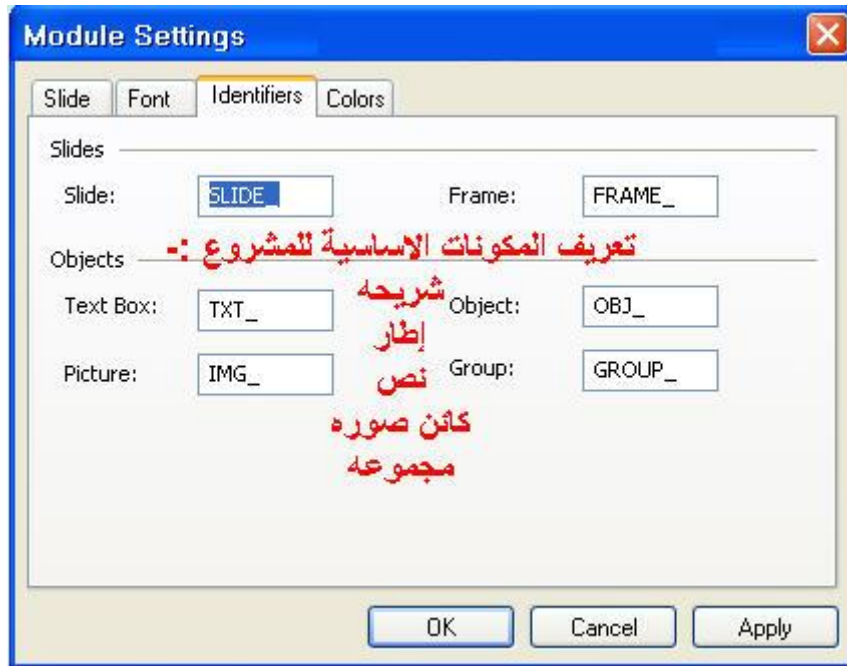 Module Settings
Slide Font Identifiers Colors
Slides
Slide: SLIDE_ Frame: FRAME_
تعريف المكونات الاساسية للمشروع :-
Objects
شريحه
Text Box: TXT_ Object: OBJ_
إطار
نص
Picture: IMG_ Group: GROUP_
كائن صوره
مجموعه
OK Cancel Apply